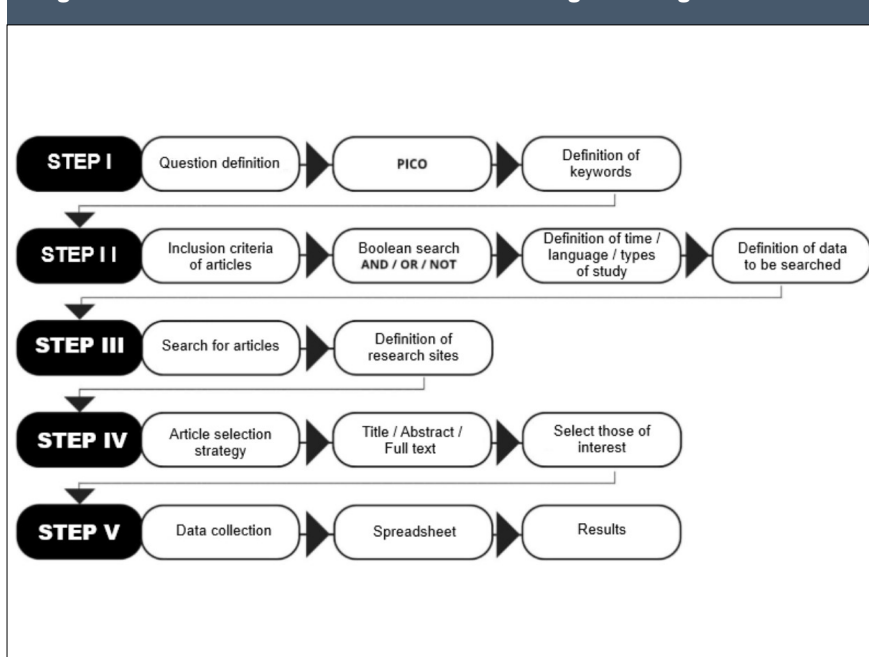 STEP I
Question definition
PICO
Definition of
keywords
STEP I I
Inclusion criteria
of articles
Boolean search
AND / OR / NOT
Definition of time /
language / types
of study
Definition of data
to be searched
STEP III
Search for articles
Definition of
research sites
STEP IV
Article selection
strategy
Title / Abstract /
Full text
Select those of
interest
STEP V
Data collection
Spreadsheet
Results